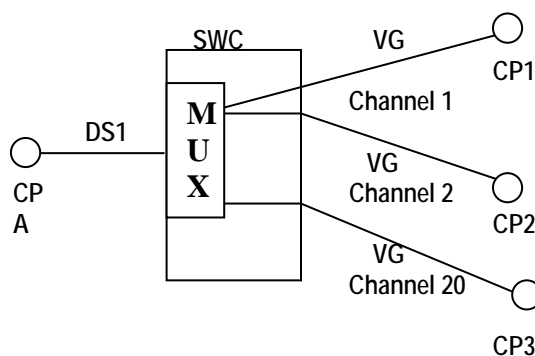 SWC
VG
CP1
Channel 1
DS1
M
U
X
CP
A
VG
Channel 2
CP2
VG
Channel 20
CP3